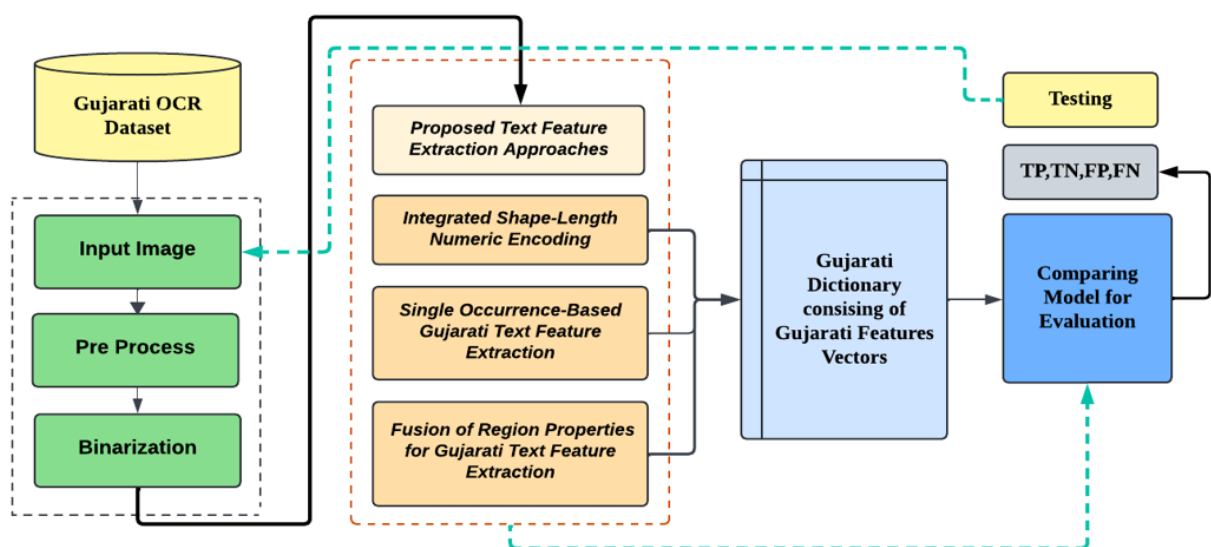 Gujarati OCR
Dataset
Input Image
Pre Process
Binarization
Proposed Text Feature
Extraction Approaches
Integrated Shape-Length
Numeric Encoding
Single Occurrence-Based
Gujarati Text Feature
Extraction
Fusion of Region Properties
for Gujarati Text Feature
Extraction
Gujarati
Dictionary
consising of
Gujarati Features
Vectors
Testing
TP,TN,FP,FN
Comparing
Model for
Evaluation